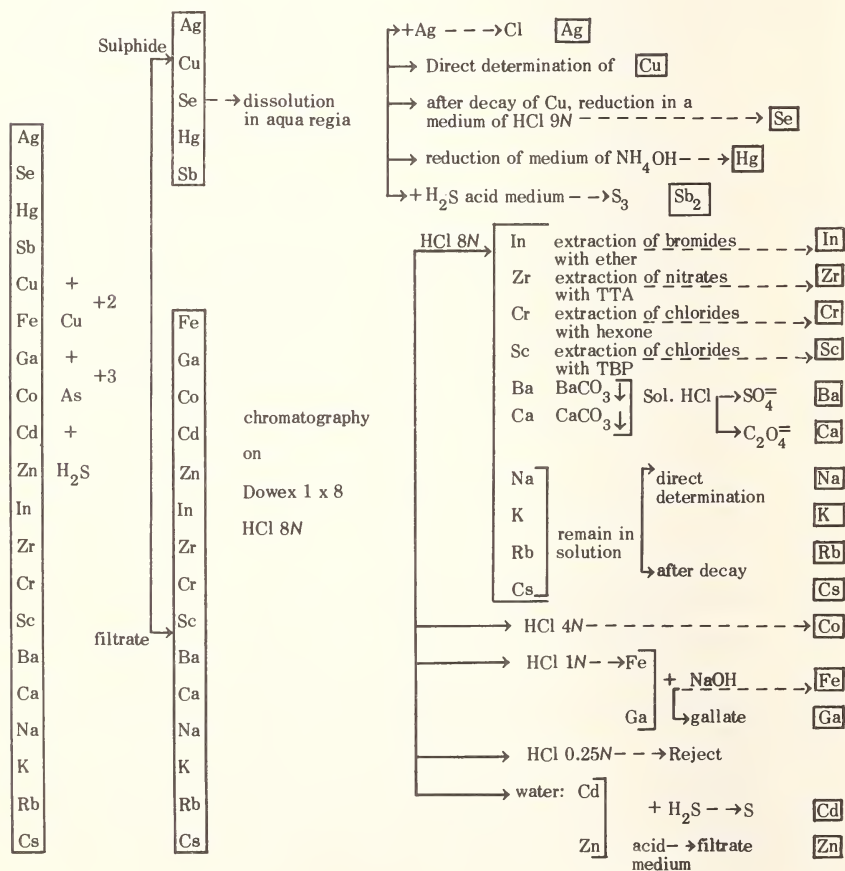 Ag
Se
Hg
Sb
Cu +
+2
Fe Cu
Ga +
+3
Co As
Cd +
Zn H₂S
In
Zr
Cr
Sc
Ba
Ca
Na
K
Rb
Cs
Sulphide
Ag
Cu
Se → dissolution
in aqua regia
Hg
Sb
filtrate
Fe
Ga
Co
Cd
Zn
In
Zr
Cr
Sc
Ba
Ca
Na
K
Rb
Cs
chromatography
on
Dowex 1 x 8
HCl 8N
+Ag → Cl Ag
Direct determination of Cu
after decay of Cu, reduction in a
medium of HCl 9N → Se
reduction of medium of NH₄OH → Hg
+ H₂S acid medium → S₃ Sb₂
HCl 8N
In extraction of bromides → In
with ether
Zr extraction of nitrates → Zr
with TTA
Cr extraction of chlorides → Cr
with hexone
Sc extraction of chlorides → Sc
with TBP
Ba BaCO₃↓ Sol. HCl → SO₄= Ba
Ca CaCO₃↓ → C₂O₄= Ca
Na direct Na
determination
K remain in K
solution
Rb Rb
after decay
Cs Cs
HCl 4N → Co
HCl 1N → Fe + NaOH → Fe
Ga → gallate Ga
HCl 0.25N → Reject
water: Cd + H₂S → S Cd
Zn acid → filtrate Zn
medium